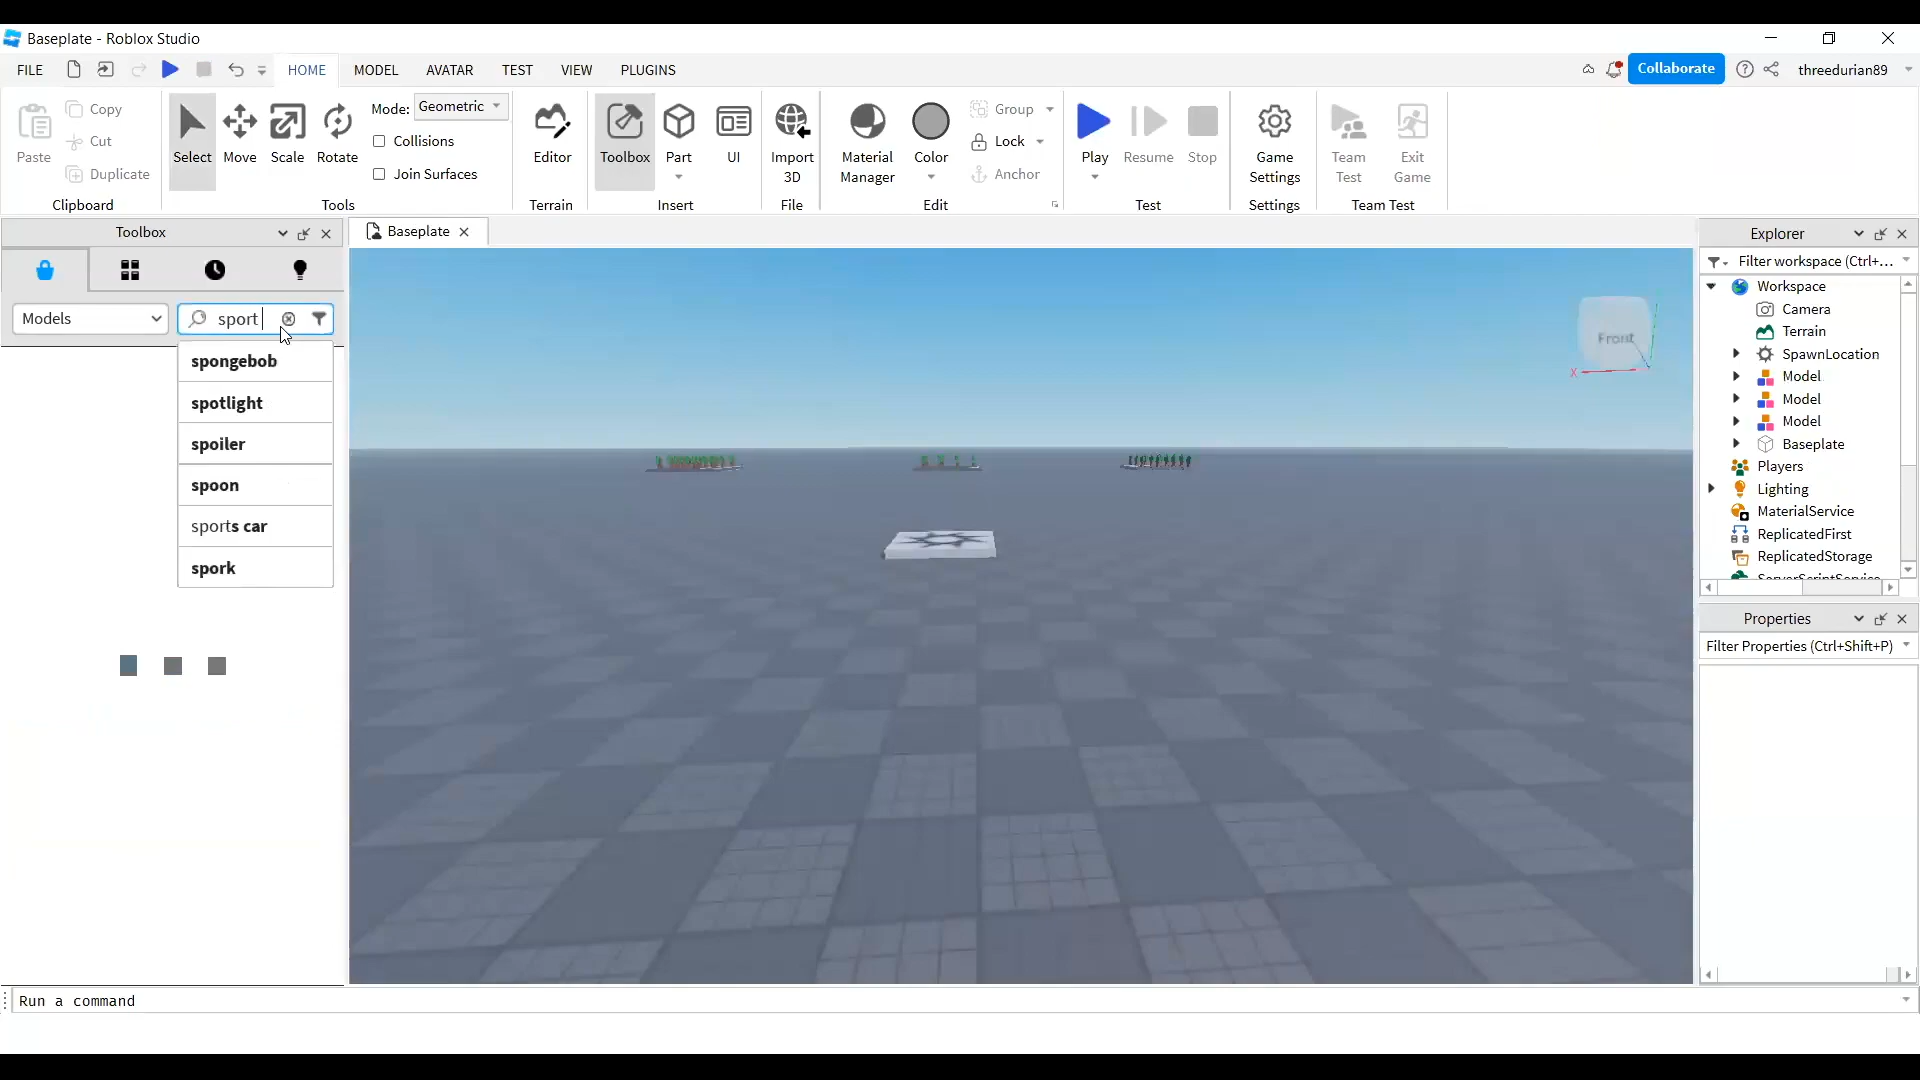 Baseplate - Roblox Studio
FILE
HOME
MODEL
AVATAR
TEST
VIEW
PLUGINS
Collaborate
threedurian89
Paste
Copy
Cut
Duplicate
Clipboard
Select
Move
Scale
Rotate
Mode:
Geometric
Collisions
Join Surfaces
Tools
Editor
Terrain
Toolbox
Part
UI
Insert
Import
3D
File
Material
Manager
Color
Group
Lock
Anchor
Edit
Play
Resume
Stop
Test
Game
Settings
Settings
Team
Test
Exit
Game
Team Test
Toolbox
Models
sport
spongebob
spotlight
spoiler
spoon
sports car
spork
Baseplate
Front
X
Explorer
Filter workspace (Ctrl+...
Workspace
Camera
Terrain
SpawnLocation
Model
Model
Model
Baseplate
Players
Lighting
MaterialService
ReplicatedFirst
ReplicatedStorage
ServerScriptService
Properties
Filter Properties (Ctrl+Shift+P)
Run a command